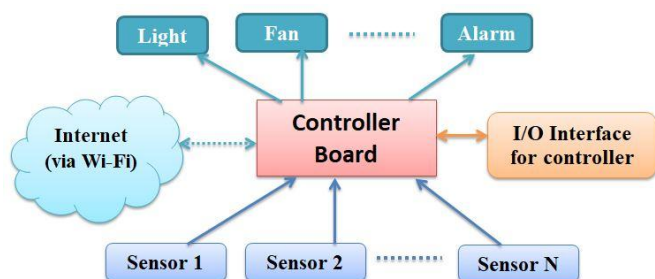 Light
Fan
Alarm
Internet
(via Wi-Fi)
Controller
Board
I/O Interface
for controller
Sensor 1
Sensor 2
Sensor N